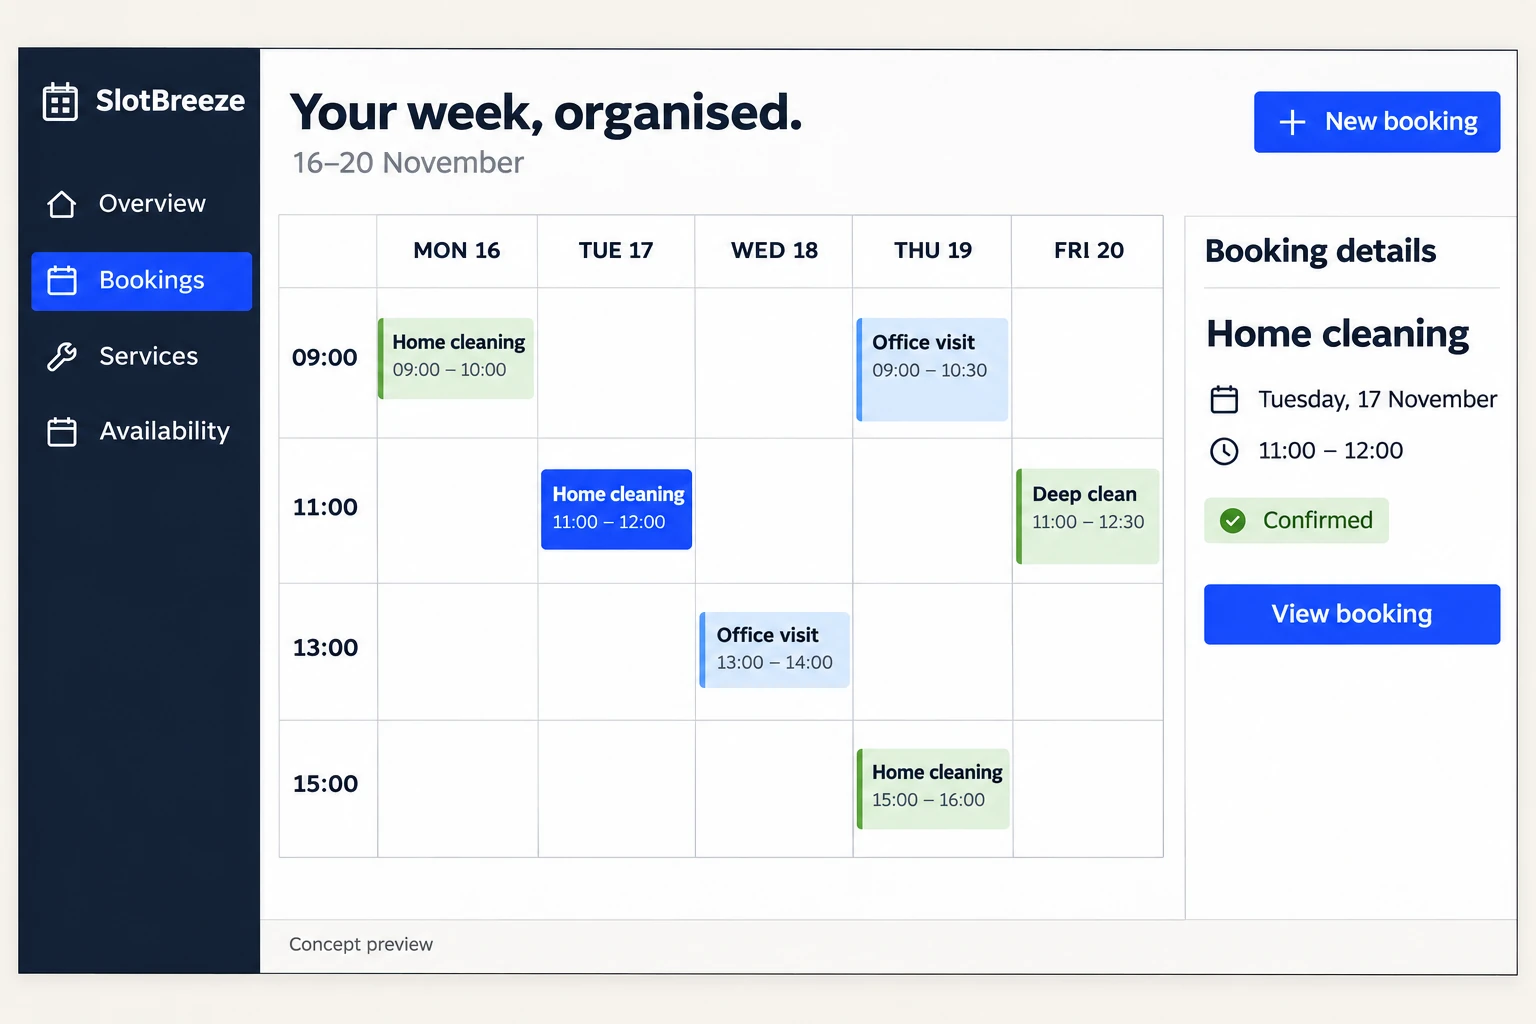 SlotBreeze
Overview
Bookings
Services
Availability
Your week, organised.
16–20 November
+ New booking
MON 16
TUE 17
WED 18
THU 19
FRI 20
09:00
Home cleaning
09:00 – 10:00
Office visit
09:00 – 10:30
11:00
Home cleaning
11:00 – 12:00
Deep clean
11:00 – 12:30
13:00
Office visit
13:00 – 14:00
15:00
Home cleaning
15:00 – 16:00
Booking details
Home cleaning
Tuesday, 17 November
11:00 – 12:00
Confirmed
View booking
Concept preview